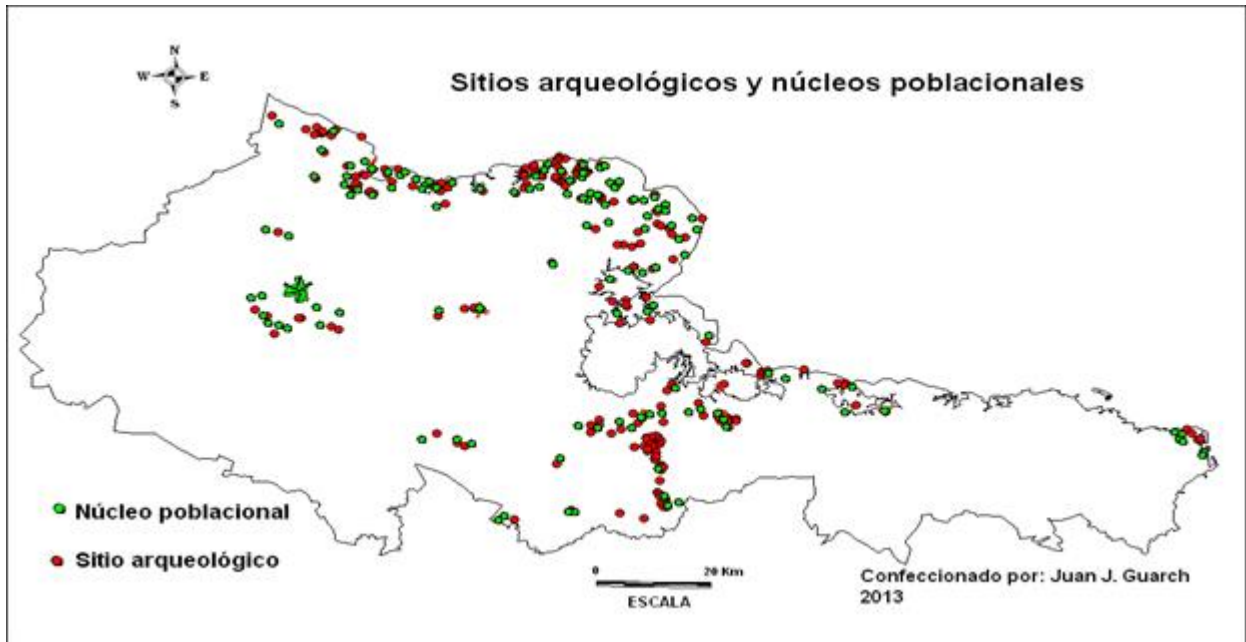 N
W E
S
Sitios arqueológicos y núcleos poblacionales
Núcleo poblacional
Sitio arqueológico
0 20 Km
ESCALA
Confeccionado por: Juan J. Guarch
2013